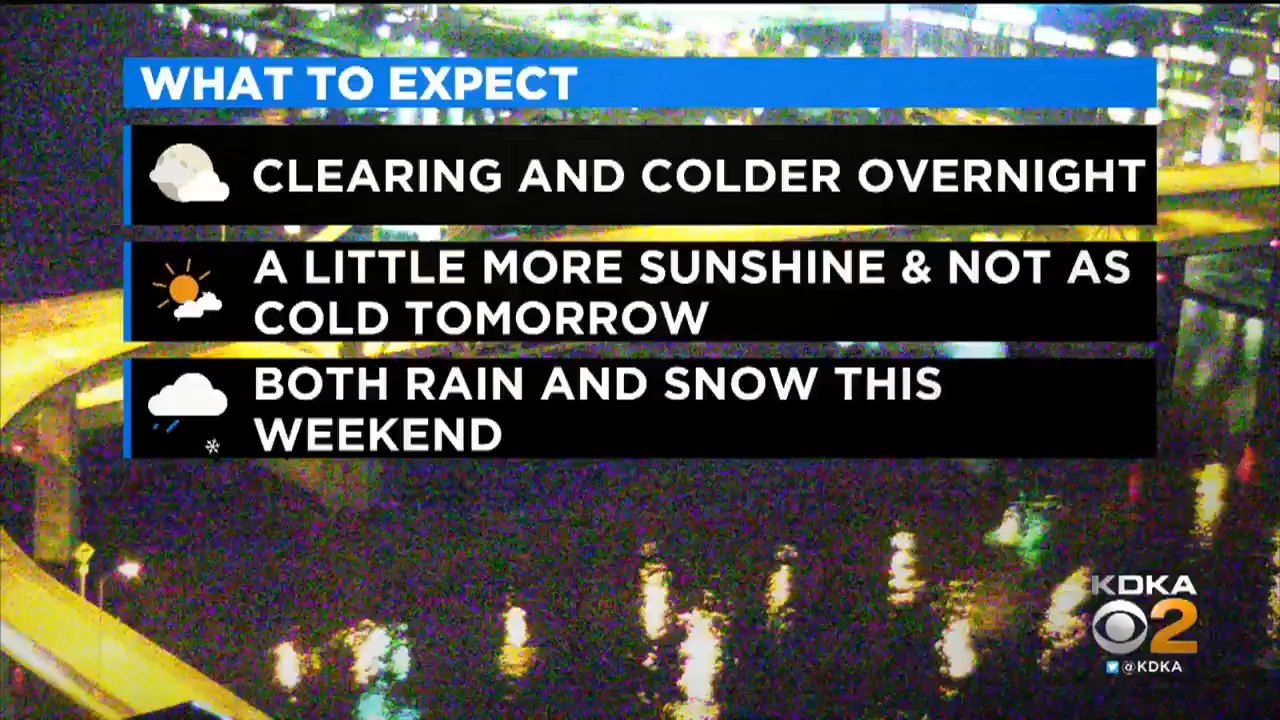 WHAT TO EXPECT
CLEARING AND COLDER OVERNIGHT
A LITTLE MORE SUNSHINE & NOT AS
COLD TOMORROW
BOTH RAIN AND SNOW THIS
WEEKEND
KDKA
2
@KDKA